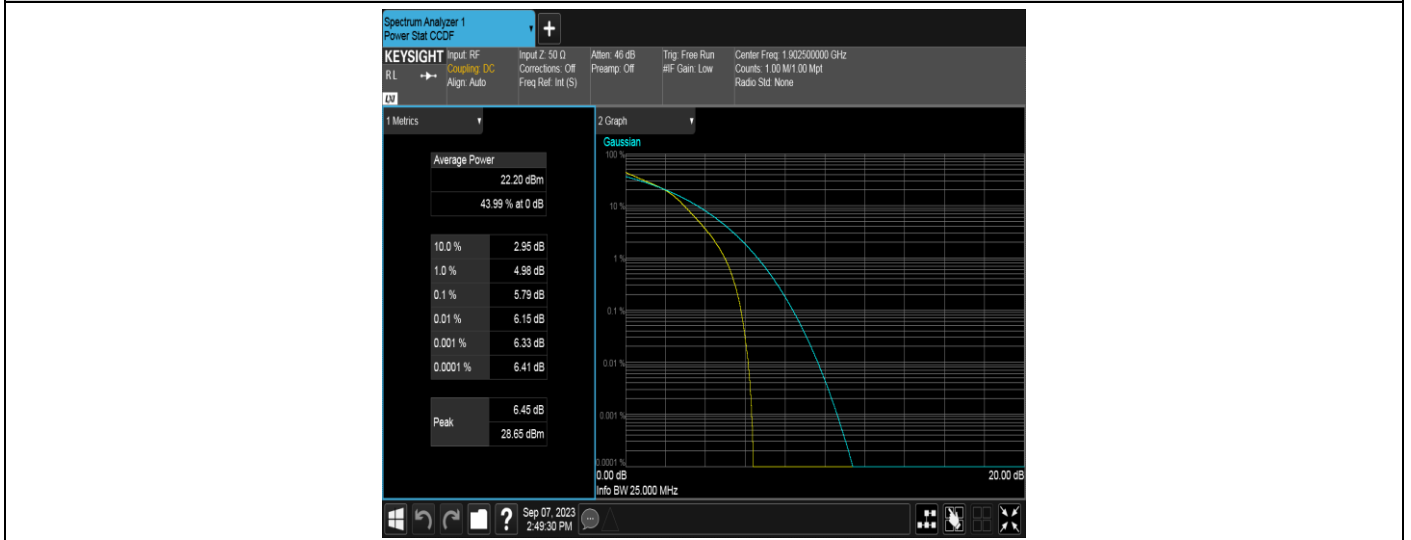 Spectrum Analyzer 1
Power Stat CCDF
+
KEYSIGHT
RL
LXI
Input: RF
Coupling: DC
Align: Auto
Input Z: 50 Ω
Corrections: Off
Freq Ref: Int (S)
Atten: 46 dB
Preamp: Off
Trig: Free Run
#IF Gain: Low
Center Freq: 1.902500000 GHz
Counts: 1.00 M/1.00 Mpt
Radio Std: None
1 Metrics
Average Power
22.20 dBm
43.99 % at 0 dB
10.0 % 2.95 dB
1.0 % 4.98 dB
0.1 % 5.79 dB
0.01 % 6.15 dB
0.001 % 6.33 dB
0.0001 % 6.41 dB
Peak
6.45 dB
28.65 dBm
2 Graph
Gaussian
100 %
10 %
1 %
0.1 %
0.01 %
0.001 %
0.0001 %
0.00 dB 20.00 dB
Info BW 25.000 MHz
?
Sep 07, 2023
2:49:30 PM